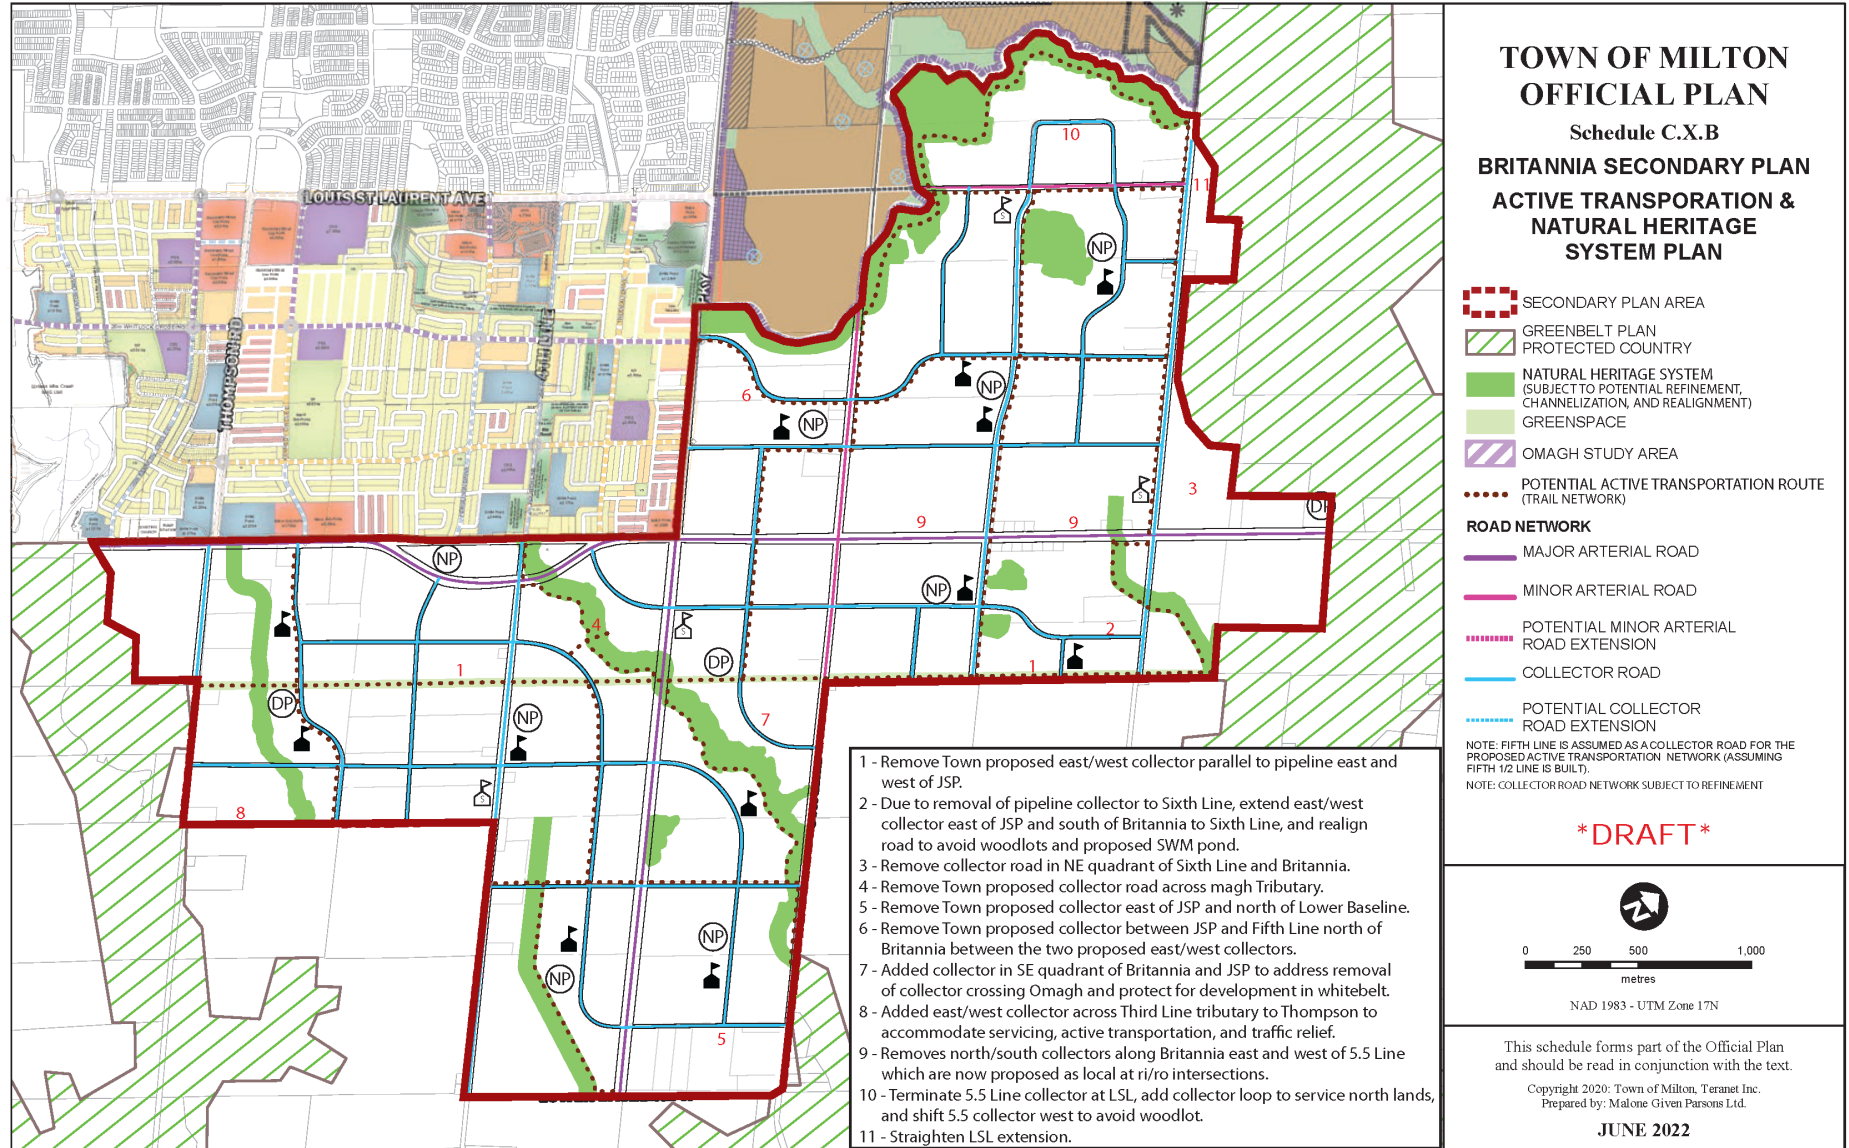 TOWN OF MILTON
OFFICIAL PLAN
Schedule C.X.B
BRITANNIA SECONDARY PLAN
ACTIVE TRANSPORATION &
NATURAL HERITAGE
SYSTEM PLAN
SECONDARY PLAN AREA
GREENBELT PLAN
PROTECTED COUNTRY
NATURAL HERITAGE SYSTEM
(SUBJECT TO POTENTIAL REFINEMENT,
CHANNELIZATION, AND REALIGNMENT)
GREENSPACE
OMAGH STUDY AREA
POTENTIAL ACTIVE TRANSPORTATION ROUTE
(TRAIL NETWORK)
ROAD NETWORK
MAJOR ARTERIAL ROAD
MINOR ARTERIAL ROAD
POTENTIAL MINOR ARTERIAL
ROAD EXTENSION
COLLECTOR ROAD
POTENTIAL COLLECTOR
ROAD EXTENSION
NOTE: FIFTH LINE IS ASSUMED AS A COLLECTOR ROAD FOR THE
PROPOSED ACTIVE TRANSPORTATION NETWORK (ASSUMING
FIFTH 1/2 LINE IS BUILT).
NOTE: COLLECTOR ROAD NETWORK SUBJECT TO REFINEMENT
*DRAFT*
N
0 250 500 1,000
metres
NAD 1983 - UTM Zone 17N
This schedule forms part of the Official Plan
and should be read in conjunction with the text.
Copyright 2020: Town of Milton, Teranet Inc.
Prepared by: Malone Given Parsons Ltd.
JUNE 2022
LOUIS ST LAURENT AVE
THOMPSON RD
PKY
10
11
S
NP
NP
6
NP
S
3
DP
9
9
NP
NP
4
S
2
DP
1
1
DP
NP
7
S
8
NP
NP
5
1 - Remove Town proposed east/west collector parallel to pipeline east and
west of JSP.
2 - Due to removal of pipeline collector to Sixth Line, extend east/west
collector east of JSP and south of Britannia to Sixth Line, and realign
road to avoid woodlots and proposed SWM pond.
3 - Remove collector road in NE quadrant of Sixth Line and Britannia.
4 - Remove Town proposed collector road across magh Tributary.
5 - Remove Town proposed collector east of JSP and north of Lower Baseline.
6 - Remove Town proposed collector between JSP and Fifth Line north of
Britannia between the two proposed east/west collectors.
7 - Added collector in SE quadrant of Britannia and JSP to address removal
of collector crossing Omagh and protect for development in whitebelt.
8 - Added east/west collector across Third Line tributary to Thompson to
accommodate servicing, active transportation, and traffic relief.
9 - Removes north/south collectors along Britannia east and west of 5.5 Line
which are now proposed as local at ri/ro intersections.
10 - Terminate 5.5 Line collector at LSL, add collector loop to service north lands,
and shift 5.5 collector west to avoid woodlot.
11 - Straighten LSL extension.